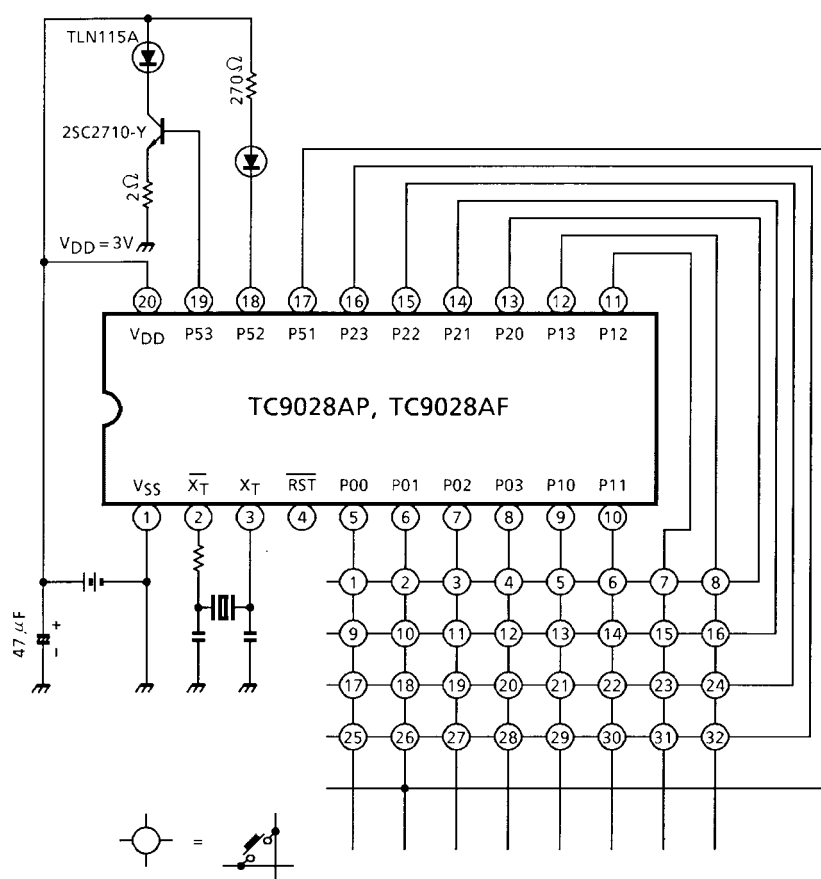 TLN115A
270Ω
2SC2710-Y
2Ω
VDD = 3V
20 19 18 17 16 15 14 13 12 11
VDD P53 P52 P51 P23 P22 P21 P20 P13 P12
TC9028AP, TC9028AF
VSS X̅T̅ XT R̅S̅T̅ P00 P01 P02 P03 P10 P11
1 2 3 4 5 6 7 8 9 10
1 2 3 4 5 6 7 8
47μF + −
9 10 11 12 13 14 15 16
17 18 19 20 21 22 23 24
25 26 27 28 29 30 31 32
=